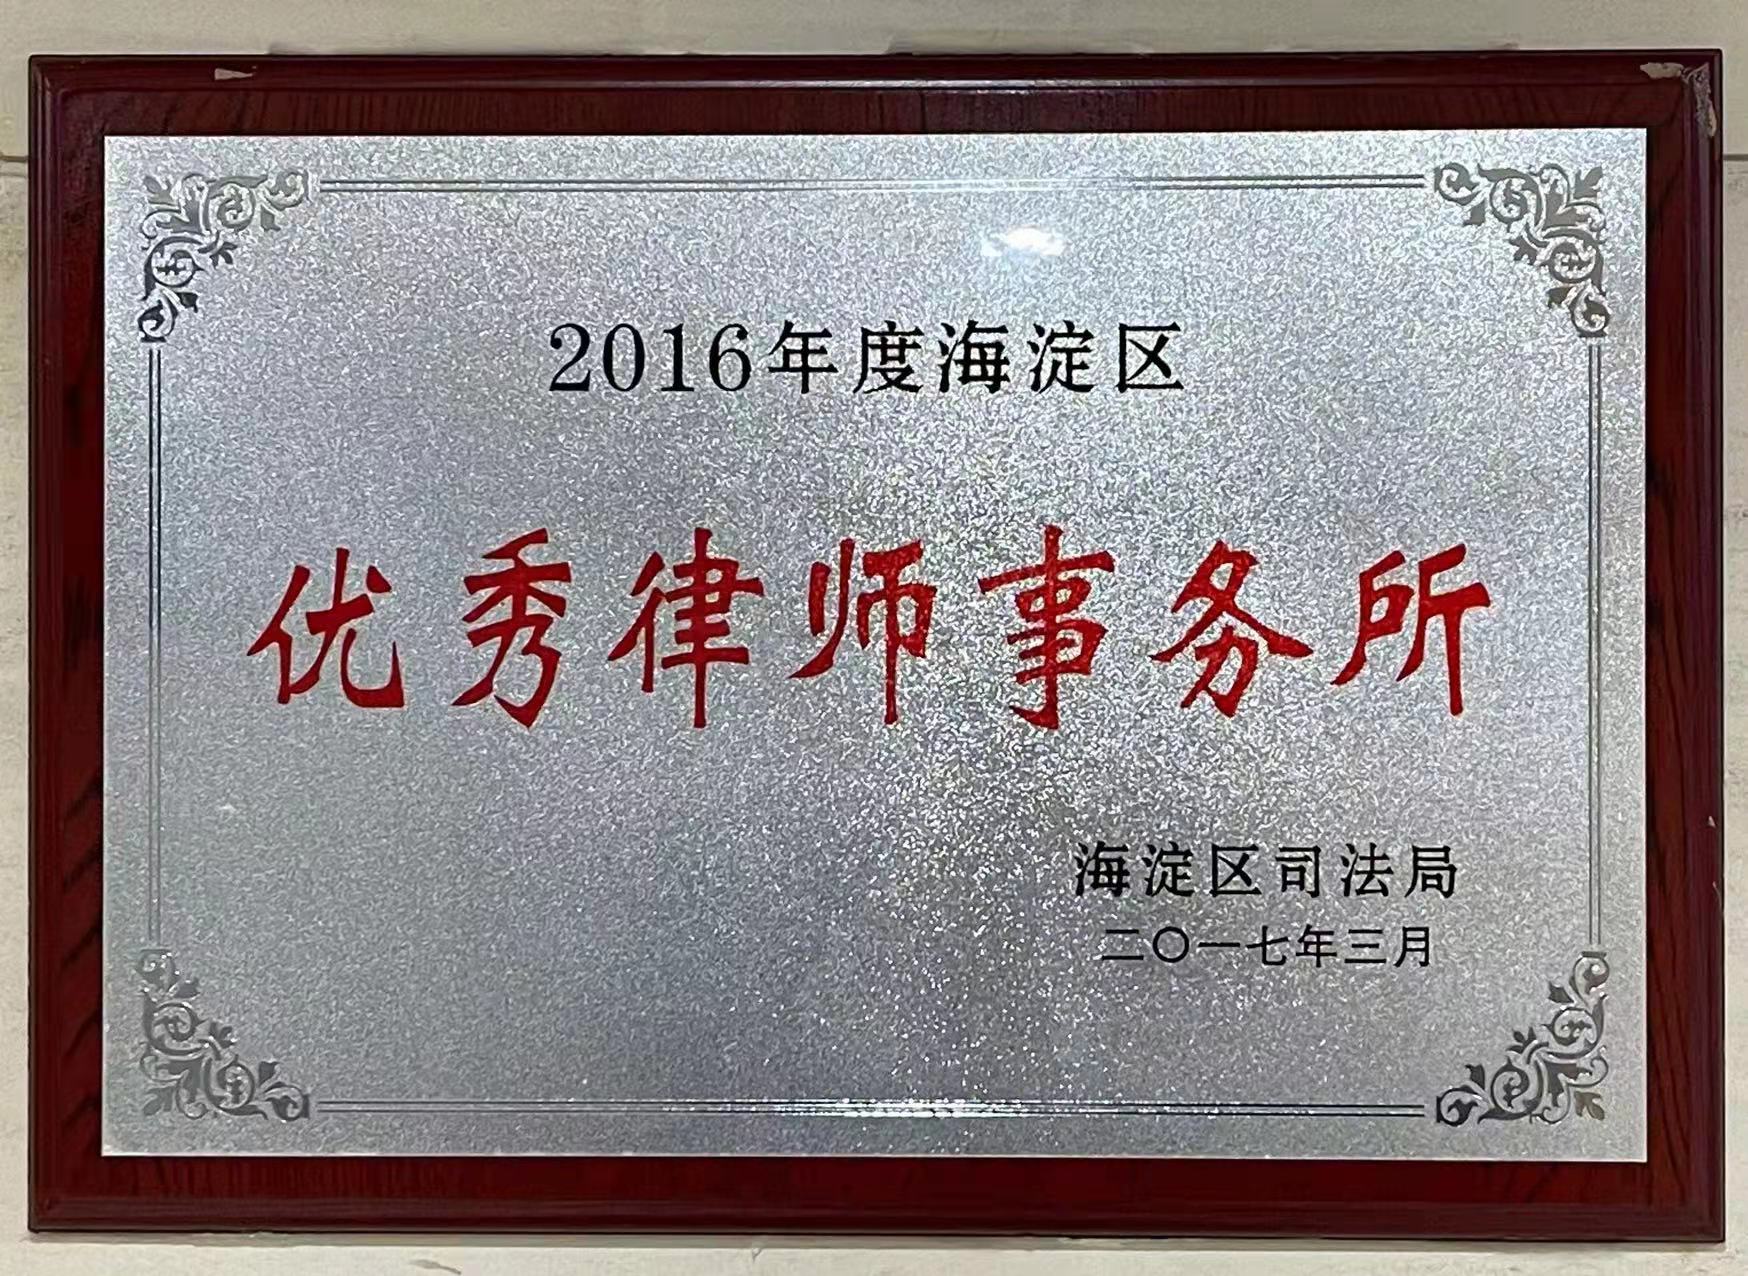 2016年度海淀区
优秀律师事务所
海淀区司法局
二〇一七年三月